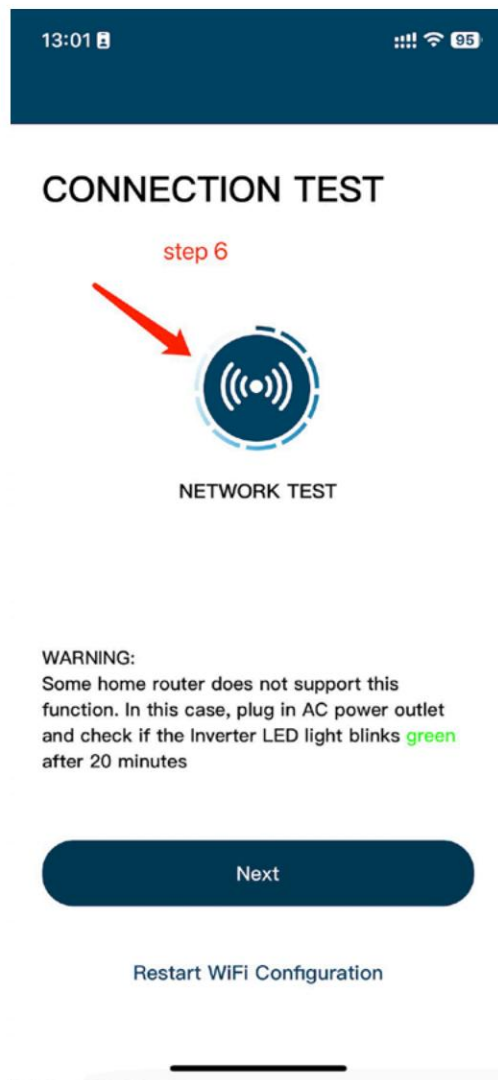 13:01
95
CONNECTION TEST
step 6
NETWORK TEST
WARNING:
Some home router does not support this
function. In this case, plug in AC power outlet
and check if the Inverter LED light blinks green
after 20 minutes
Next
Restart WiFi Configuration